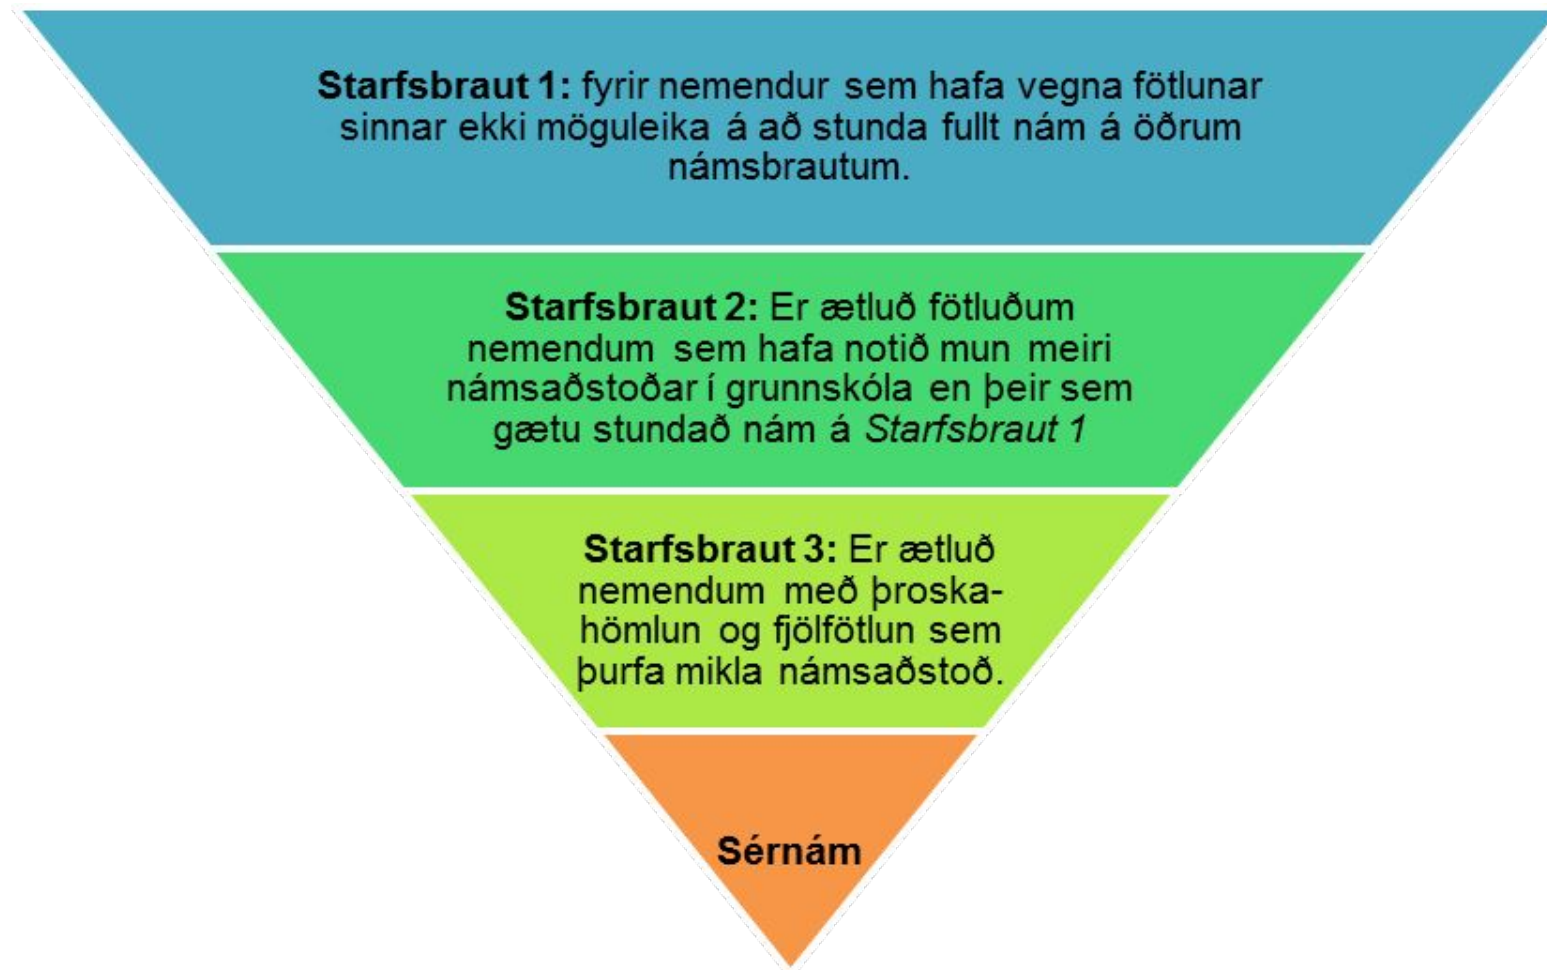 Starfsbraut 1: fyrir nemendur sem hafa vegna fötlunar
sinnar ekki möguleika á að stunda fullt nám á öðrum
námsbrautum.
Starfsbraut 2: Er ætluð fötluðum
nemendum sem hafa notið mun meiri
námsaðstoðar í grunnskóla en þeir sem
gætu stundað nám á Starfsbraut 1
Starfsbraut 3: Er ætluð
nemendum með þroska-
hömlun og fjölfötlun sem
þurfa mikla námsaðstoð.
Sérnám